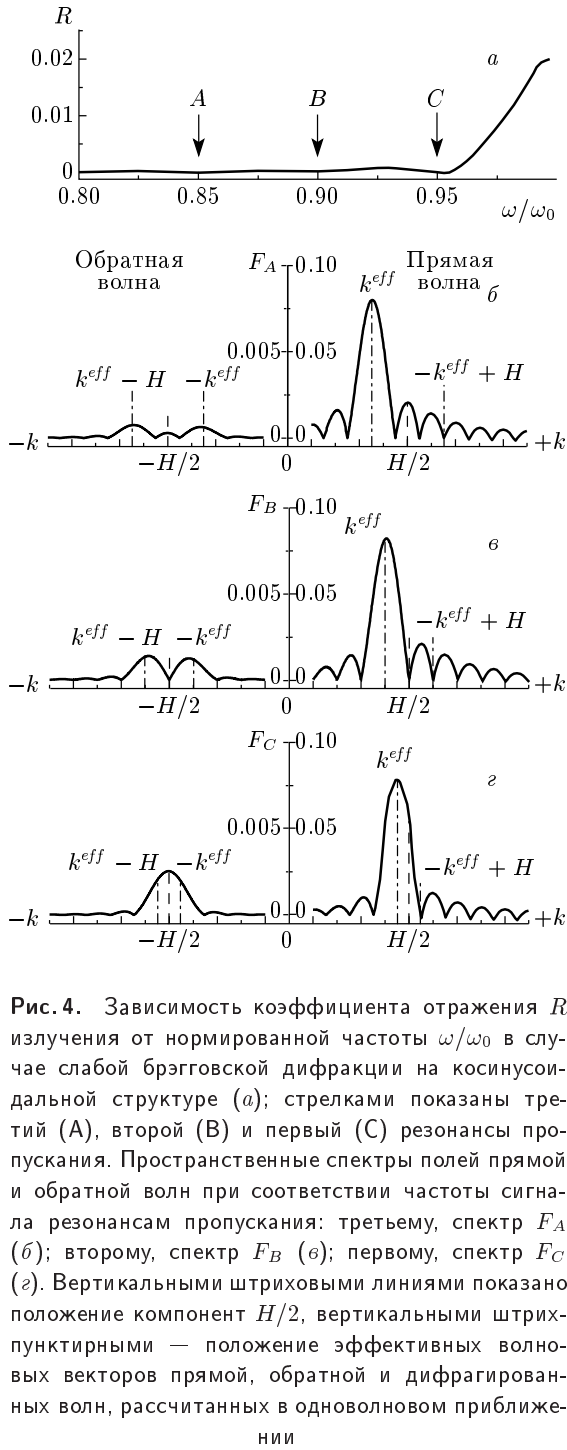 R
а
0.02
A B C
0.01
0
0.80 0.85 0.90 0.95
ω/ω₀
Обратная волна
F_A 0.10 Прямая волна
k^eff б
0.005 0.05
k^eff − H −k^eff −k^eff + H
−k 0 0 +k
−H/2 0 H/2
F_B 0.10
k^eff в
0.005 0.05
k^eff − H −k^eff −k^eff + H
−k 0 0 +k
−H/2 0 H/2
F_C 0.10
k^eff г
0.005 0.05
k^eff − H −k^eff −k^eff + H
−k 0 0 +k
−H/2 0 H/2
Рис. 4. Зависимость коэффициента отражения R
излучения от нормированной частоты ω/ω₀ в слу-
чае слабой брэгговской дифракции на косинусои-
дальной структуре (а); стрелками показаны тре-
тий (A), второй (B) и первый (C) резонансы про-
пускания. Пространственные спектры полей прямой
и обратной волн при соответствии частоты сигна-
ла резонансам пропускания: третьему, спектр F_A
(б); второму, спектр F_B (в); первому, спектр F_C
(г). Вертикальными штриховыми линиями показано
положение компонент H/2, вертикальными штрих-
пунктирными — положение эффективных волно-
вых векторов прямой, обратной и дифрагирован-
ных волн, рассчитанных в одноволновом приближе-
нии